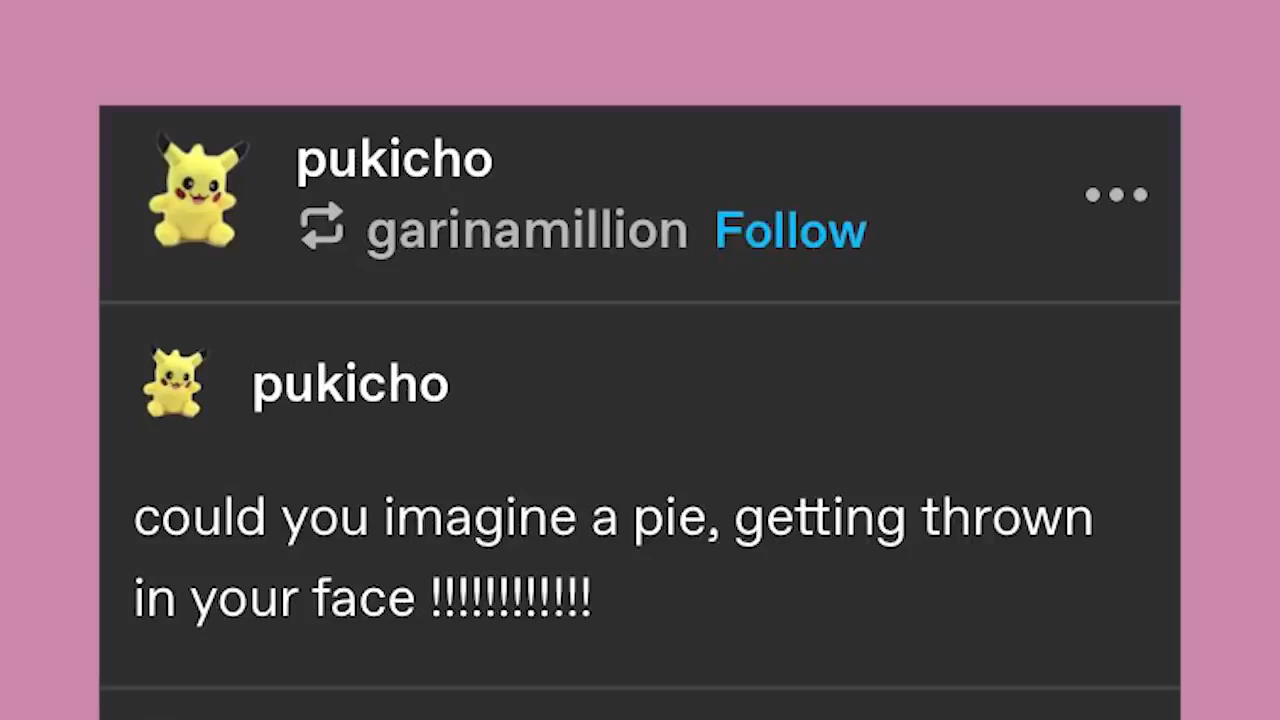 pukicho
garinamillion Follow
pukicho
could you imagine a pie, getting thrown
in your face !!!!!!!!!!!!